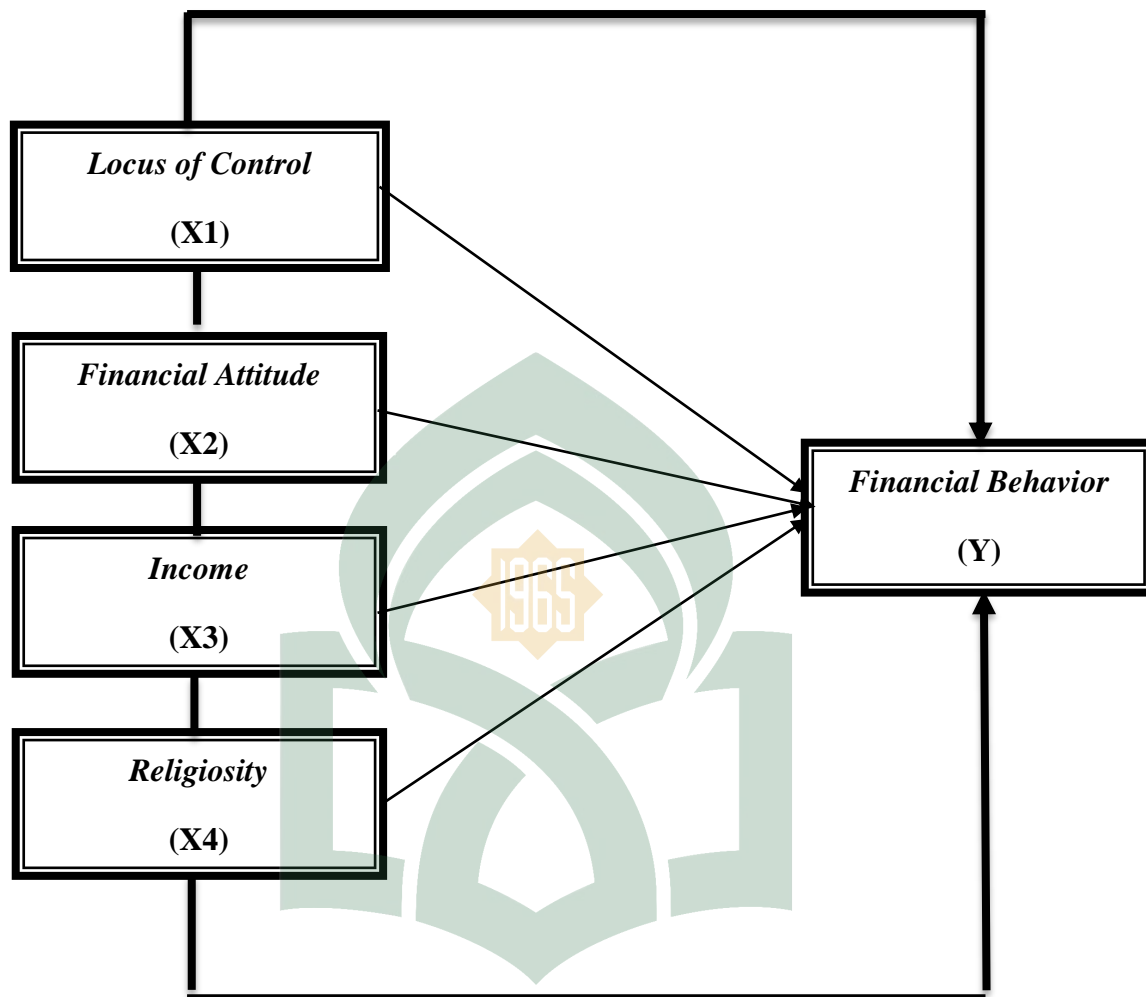 Locus of Control
(X1)
Financial Attitude
(X2)
Financial Behavior
(Y)
Income
(X3)
1965
Religiosity
(X4)